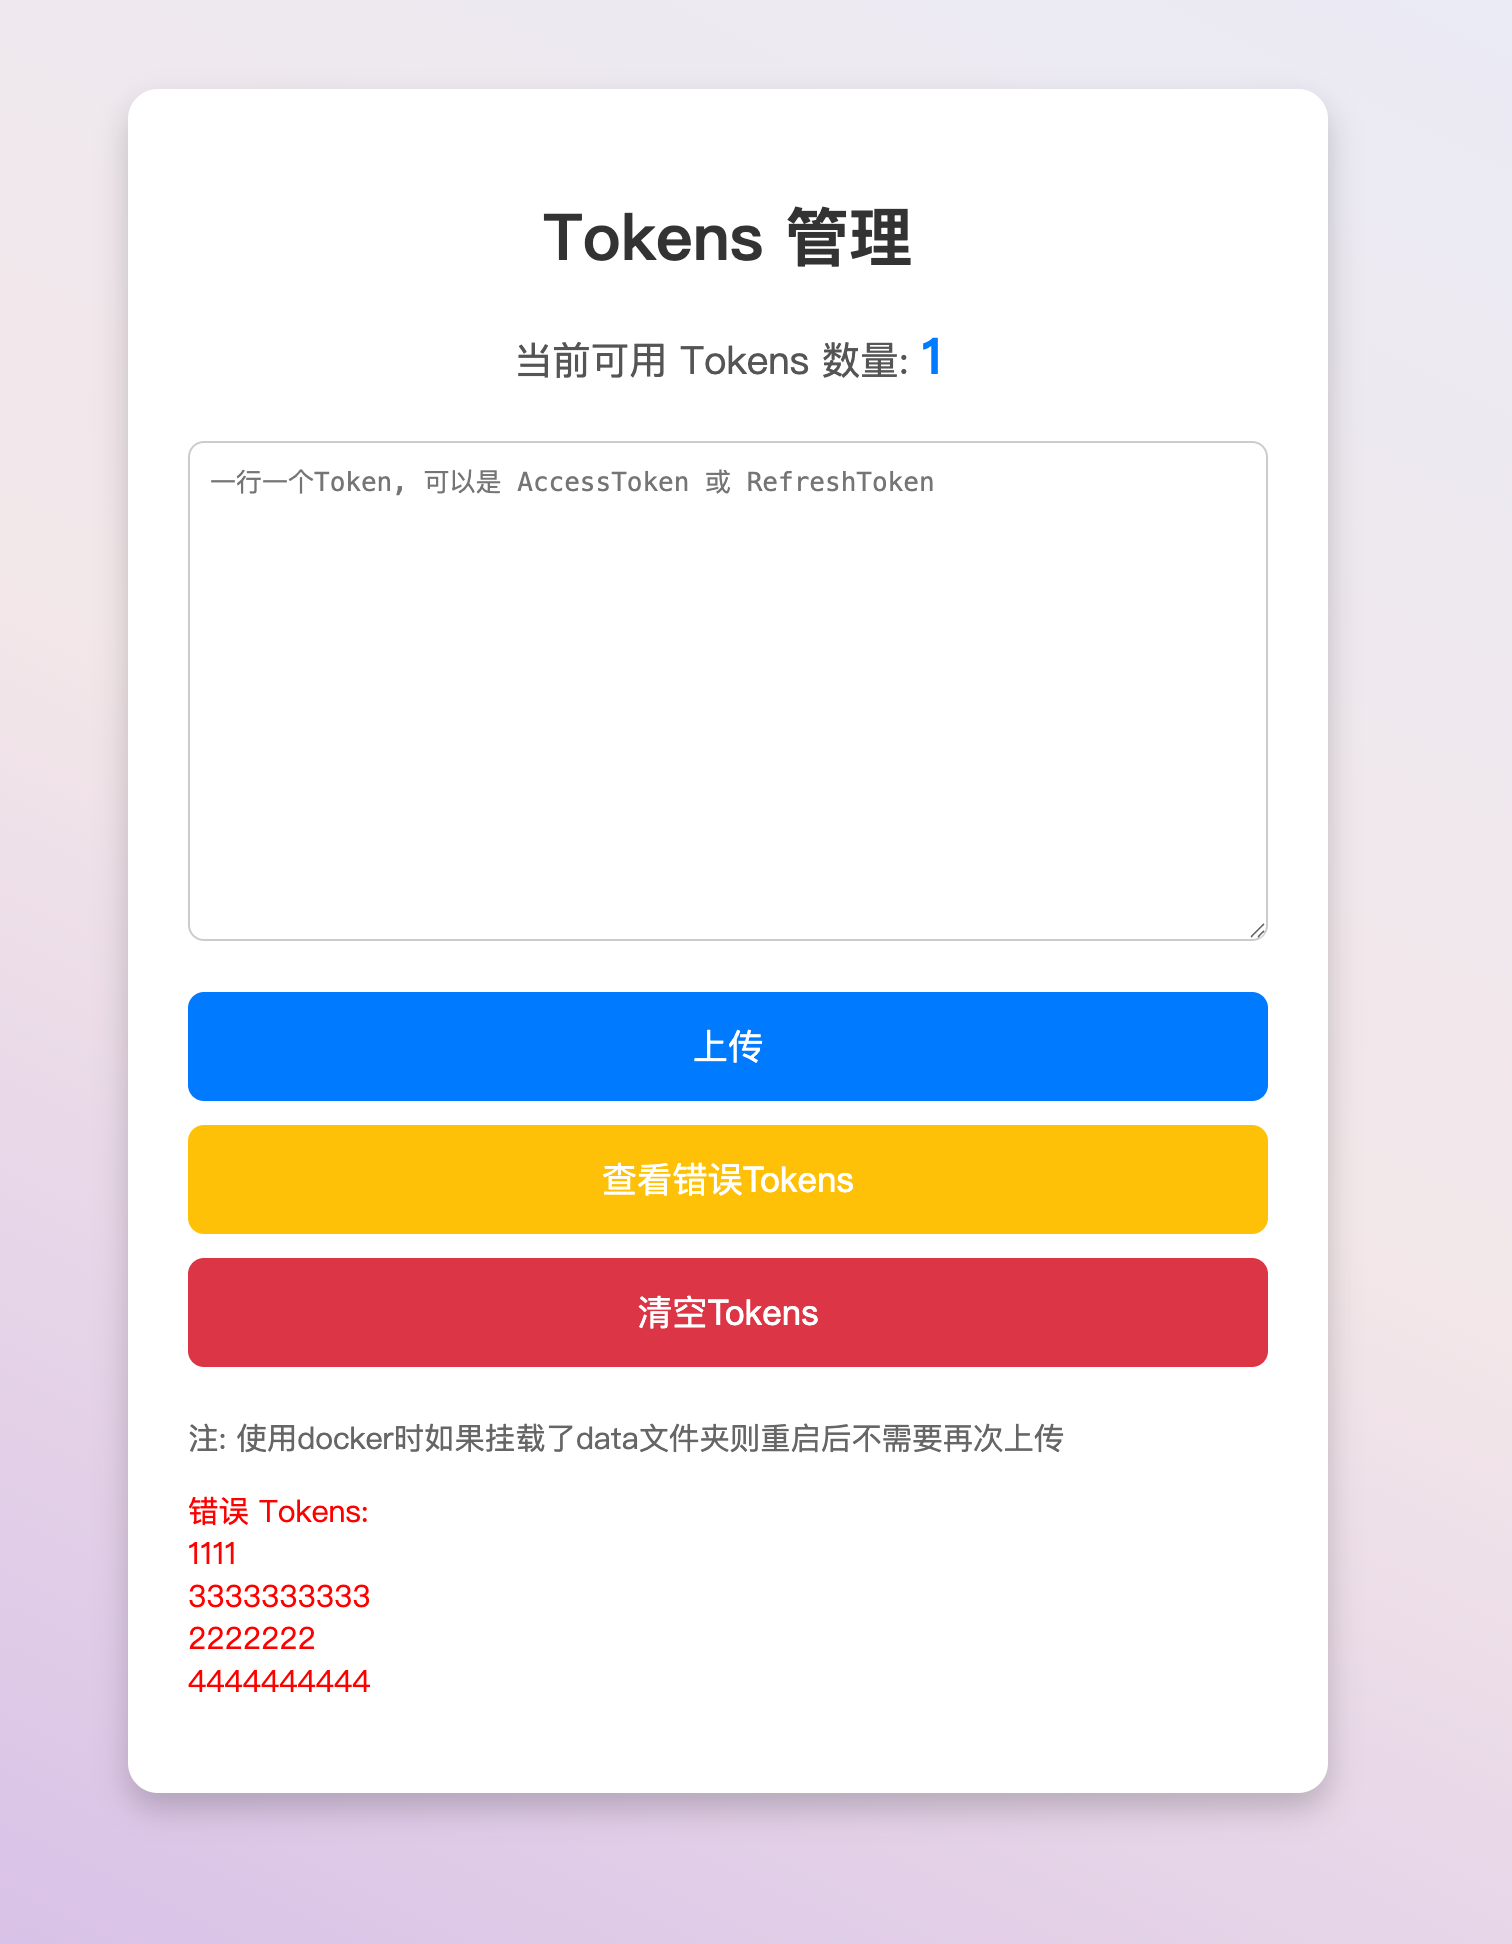 Tokens 管理
当前可用 Tokens 数量: 1
一行一个Token, 可以是 AccessToken 或 RefreshToken
上传
查看错误Tokens
清空Tokens
注: 使用docker时如果挂载了data文件夹则重启后不需要再次上传
错误 Tokens:
1111
3333333333
2222222
4444444444